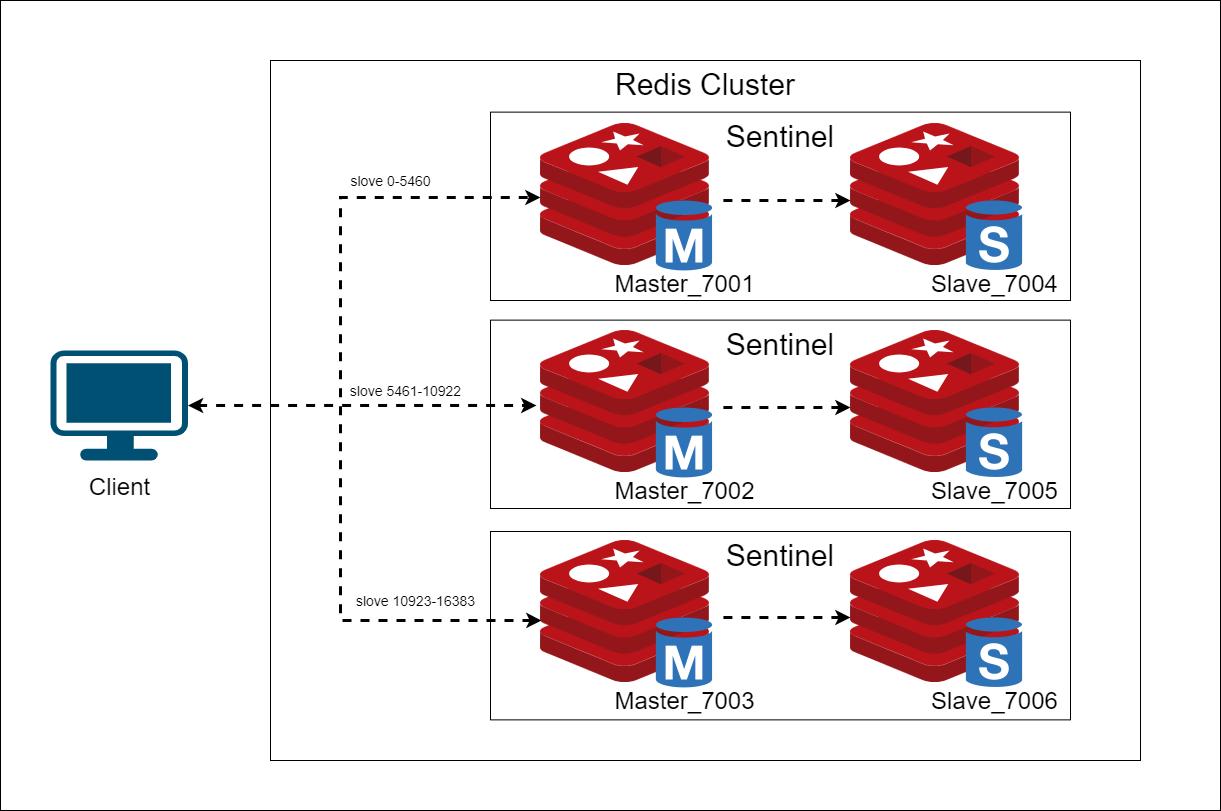 Redis Cluster
Sentinel
slove 0-5460
M
S
Master_7001
Slave_7004
Sentinel
slove 5461-10922
M
S
Master_7002
Slave_7005
Client
Sentinel
slove 10923-16383
M
S
Master_7003
Slave_7006